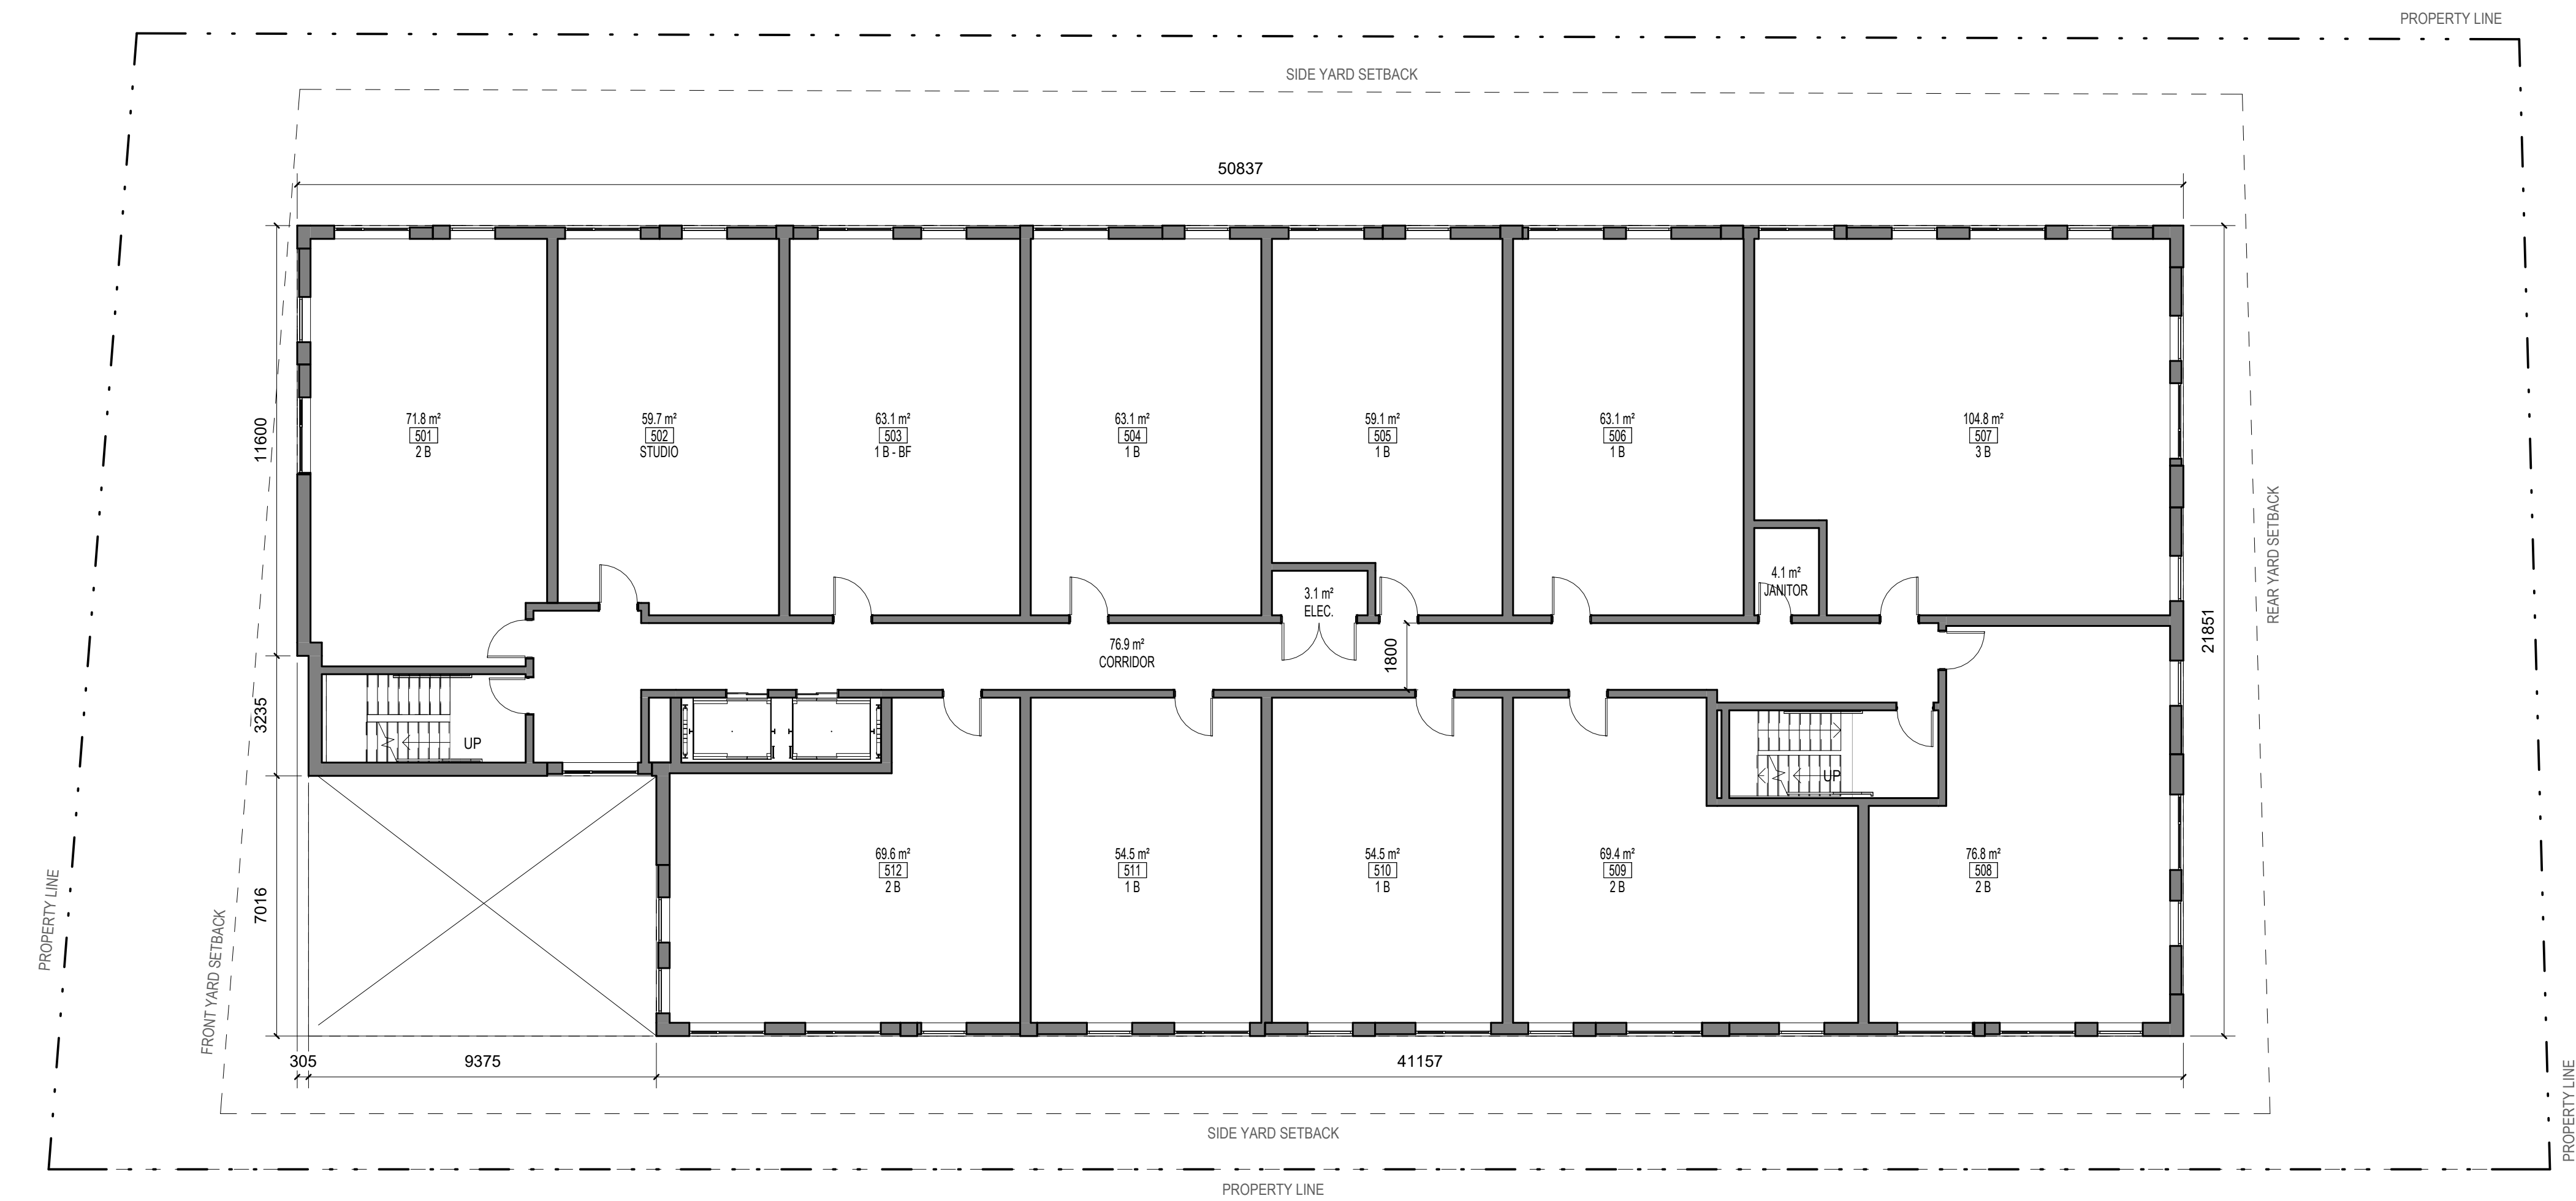 PROPERTY LINE
SIDE YARD SETBACK
50837
71.8 m²
501
2 B
59.7 m²
502
STUDIO
63.1 m²
503
1 B - BF
63.1 m²
504
1 B
59.1 m²
505
1 B
63.1 m²
506
1 B
104.8 m²
507
3 B
11600
REAR YARD SETBACK
4.1 m²
JANITOR
3.1 m²
ELEC.
76.9 m²
CORRIDOR
1800
21851
3235
UP
UP
69.6 m²
512
2 B
54.5 m²
511
1 B
54.5 m²
510
1 B
69.4 m²
509
2 B
76.8 m²
508
2 B
7016
PROPERTY LINE
FRONT YARD SETBACK
305
9375
41157
PROPERTY LINE
SIDE YARD SETBACK
PROPERTY LINE